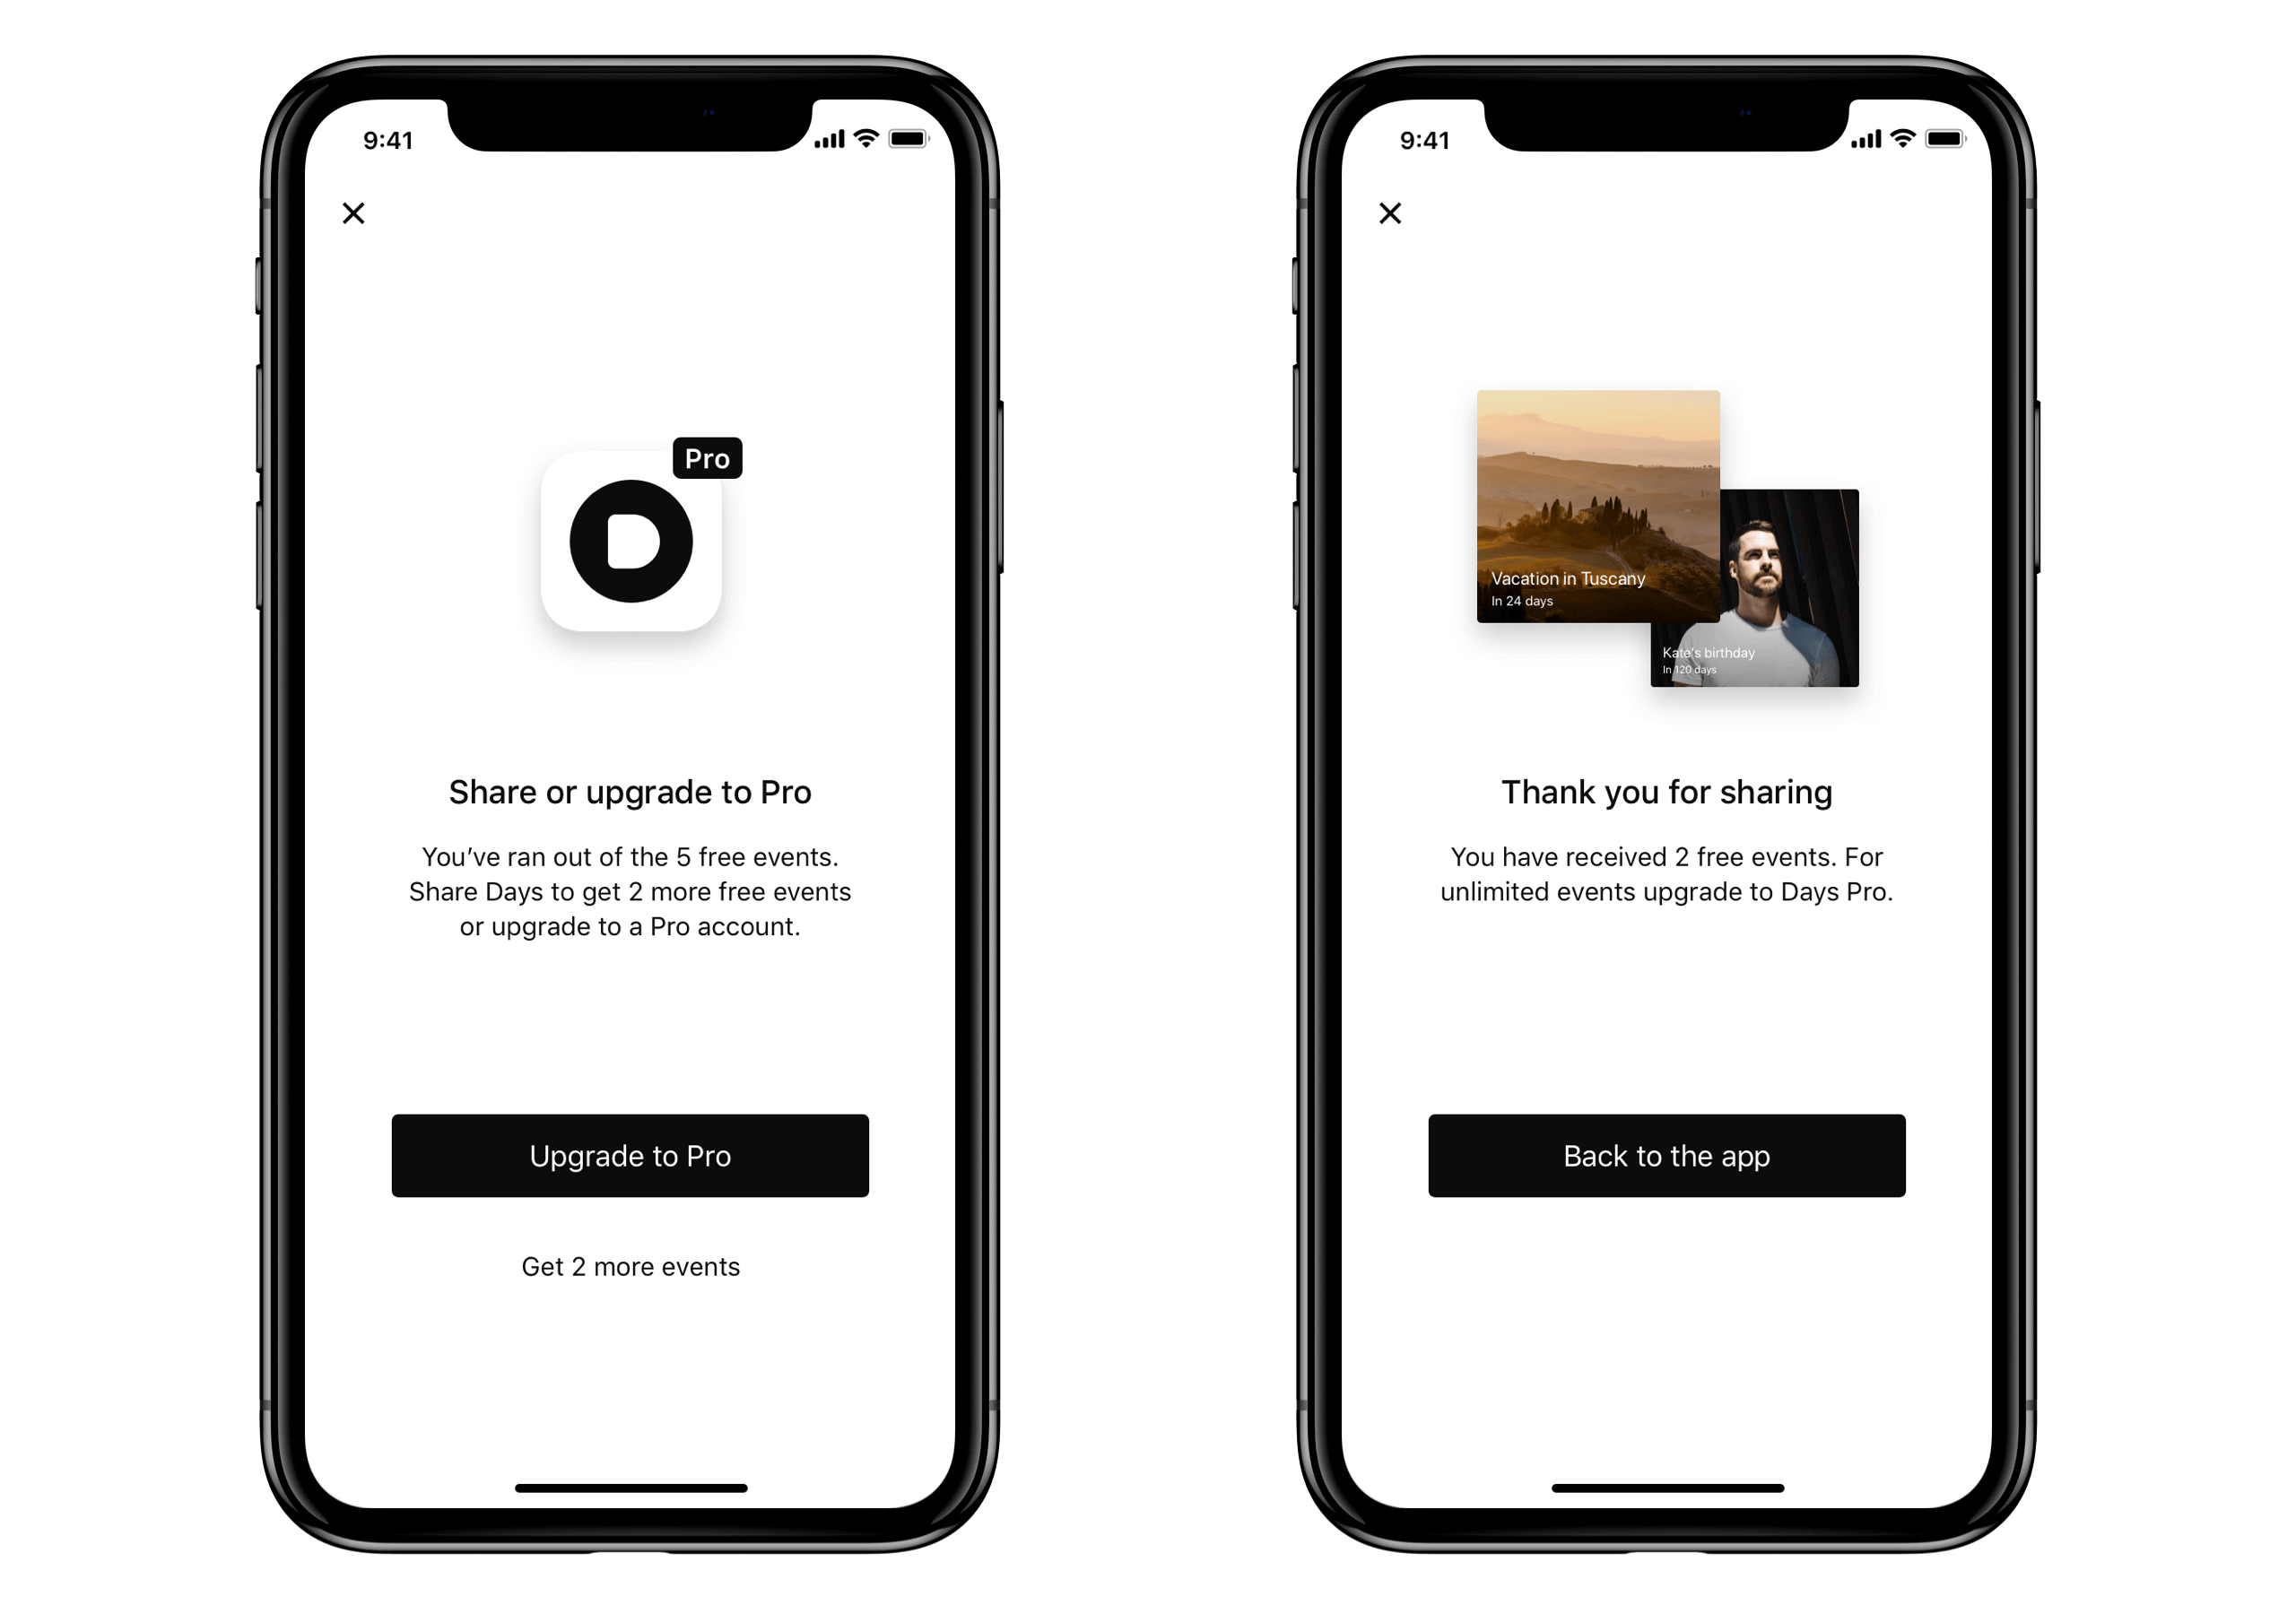 9:41
Pro
D
Share or upgrade to Pro
You’ve ran out of the 5 free events.
Share Days to get 2 more free events
or upgrade to a Pro account.
Upgrade to Pro
Get 2 more events
9:41
Vacation in Tuscany
In 24 days
Kate's birthday
In 120 days
Thank you for sharing
You have received 2 free events. For
unlimited events upgrade to Days Pro.
Back to the app